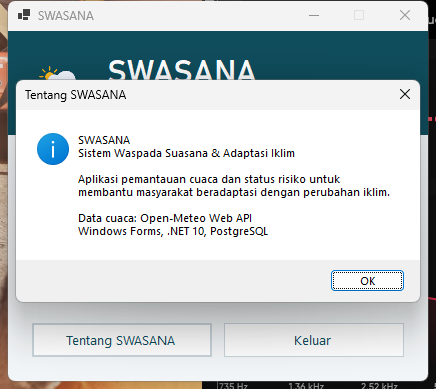 SWASANA
SWASANA
Tentang SWASANA
SWASANA
Sistem Waspada Suasana & Adaptasi Iklim
Aplikasi pemantauan cuaca dan status risiko untuk
membantu masyarakat beradaptasi dengan perubahan iklim.
Data cuaca: Open-Meteo Web API
Windows Forms, .NET 10, PostgreSQL
OK
Tentang SWASANA
Keluar
735 Hz
1.36 kHz
2.52 kHz